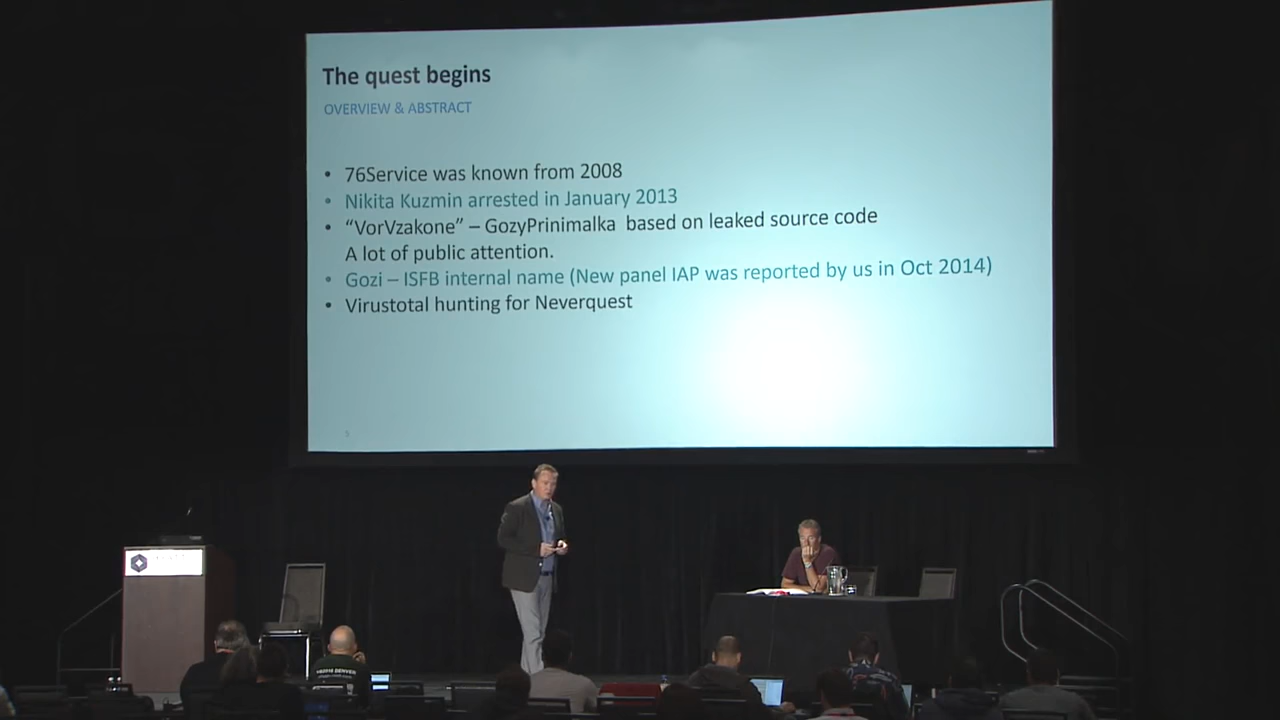 The quest begins
OVERVIEW & ABSTRACT
• 76Service was known from 2008
• Nikita Kuzmin arrested in January 2013
• “VorVzakone” – GozyPrinimalka based on leaked source code
A lot of public attention.
• Gozi – ISFB internal name (New panel IAP was reported by us in Oct 2014)
• Virustotal hunting for Neverquest
5